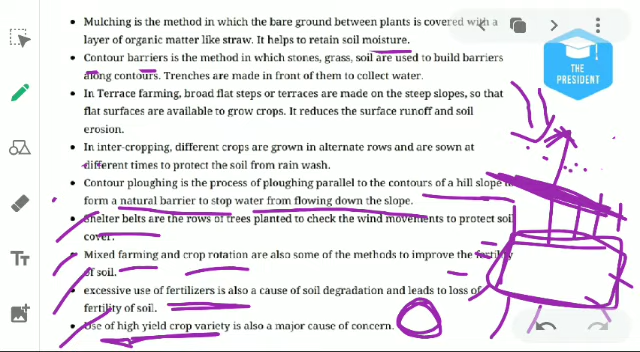 Mulching is the method in which the bare ground between plants is covered with a
layer of organic matter like straw. It helps to retain soil moisture.
Contour barriers is the method in which stones, grass, soil are used to build barriers
along contours. Trenches are made in front of them to collect water.
In Terrace farming, broad flat steps or terraces are made on the steep slopes, so that
flat surfaces are available to grow crops. It reduces the surface runoff and soil
erosion.
In inter-cropping, different crops are grown in alternate rows and are sown at
different times to protect the soil from rain wash.
Contour ploughing is the process of ploughing parallel to the contours of a hill slope
form a natural barrier to stop water from flowing down the slope.
Shelter belts are the rows of trees planted to check the wind movements to protect soil
cover.
Mixed farming and crop rotation are also some of the methods to improve the fertility
of soil.
excessive use of fertilizers is also a cause of soil degradation and leads to loss of
fertility of soil.
Use of high yield crop variety is also a major cause of concern.
THE
PRESIDENT
TT